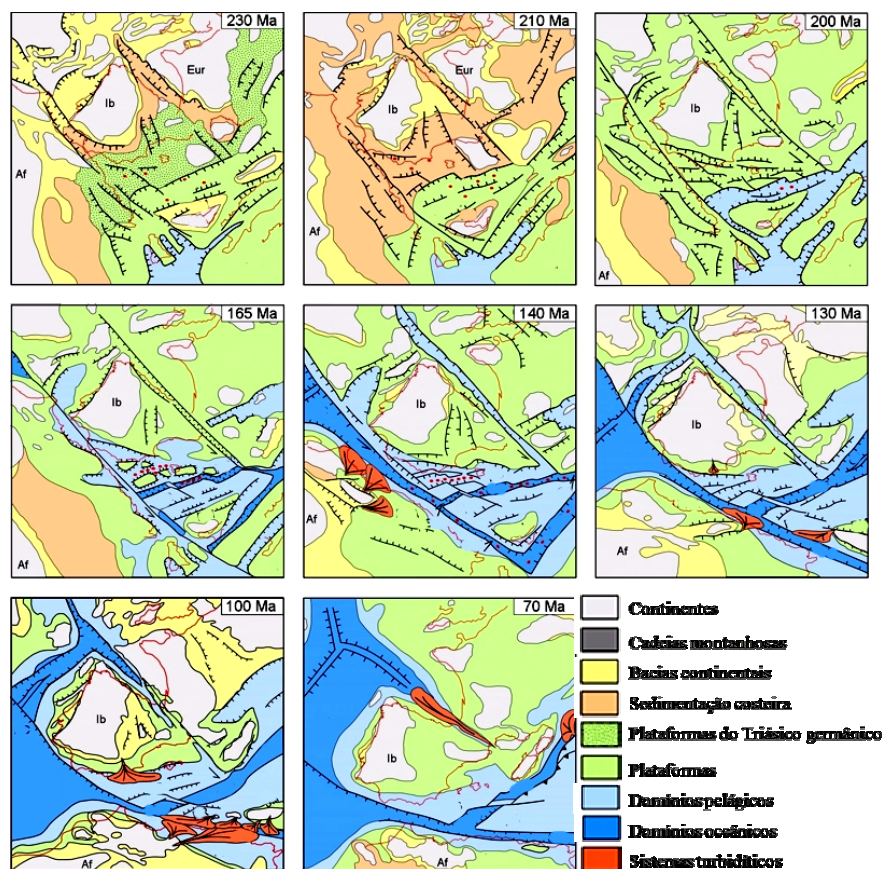 230 Ma
Eur
Ib
Af
210 Ma
Eur
Ib
Af
200 Ma
Ib
Af
165 Ma
Ib
Af
140 Ma
Ib
Af
130 Ma
Ib
Af
100 Ma
Ib
Af
70 Ma
Ib
Af
Continentes
Cadeias montanhosas
Bacias continentais
Sedimentação costeira
Plataformas do Triásico germânico
Plataformas
Domínios pelágicos
Domínios oceânicos
Sistemas turbidíticos